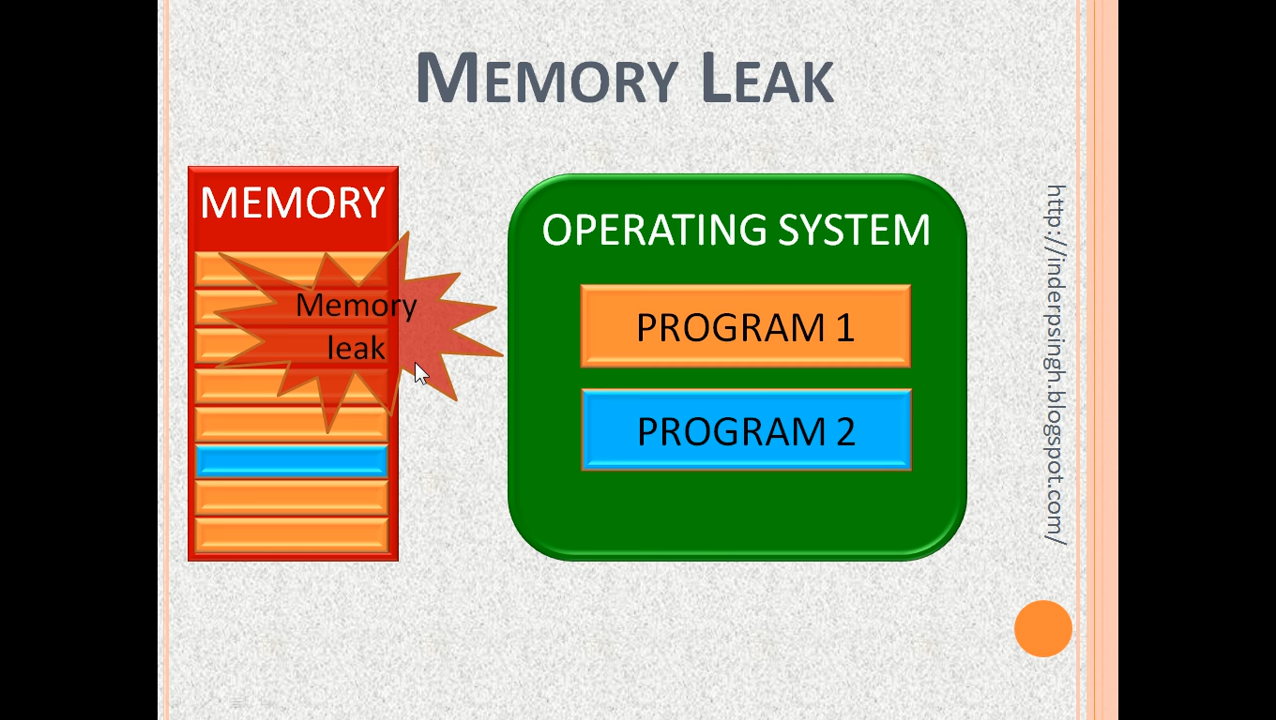 MEMORY LEAK
MEMORY
Memory
leak
OPERATING SYSTEM
PROGRAM 1
PROGRAM 2
http://inderpsingh.blogspot.com/